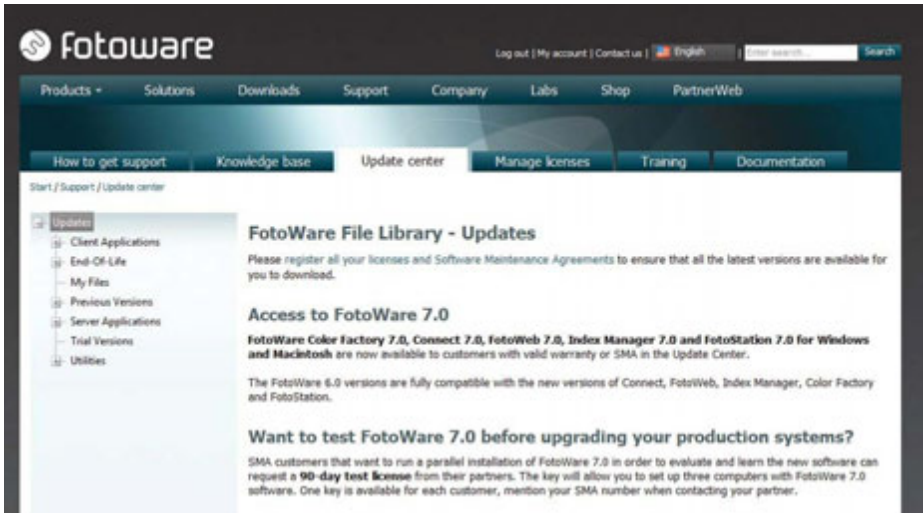 fotoware
Log out | My account | Contact us | English | Enter search... Search
Products Solutions Downloads Support Company Labs Shop PartnerWeb
How to get support Knowledge base Update center Manage licenses Training Documentation
Start / Support / Update center
Updates
Client Applications
End-Of-Life
My Files
Previous Versions
Server Applications
Trial Versions
Utilities
FotoWare File Library - Updates
Please register all your licenses and Software Maintenance Agreements to ensure that all the latest versions are available for
you to download.
Access to FotoWare 7.0
FotoWare Color Factory 7.0, Connect 7.0, FotoWeb 7.0, Index Manager 7.0 and FotoStation 7.0 for Windows
and Macintosh are now available to customers with valid warranty or SMA in the Update Center.
The FotoWare 6.0 versions are fully compatible with the new versions of Connect, FotoWeb, Index Manager, Color Factory
and FotoStation.
Want to test FotoWare 7.0 before upgrading your production systems?
SMA customers that want to run a parallel installation of FotoWare 7.0 in order to evaluate and learn the new software can
request a 90-day test license from their partners. The key will allow you to set up three computers with FotoWare 7.0
software. One key is available for each customer, mention your SMA number when contacting your partner.